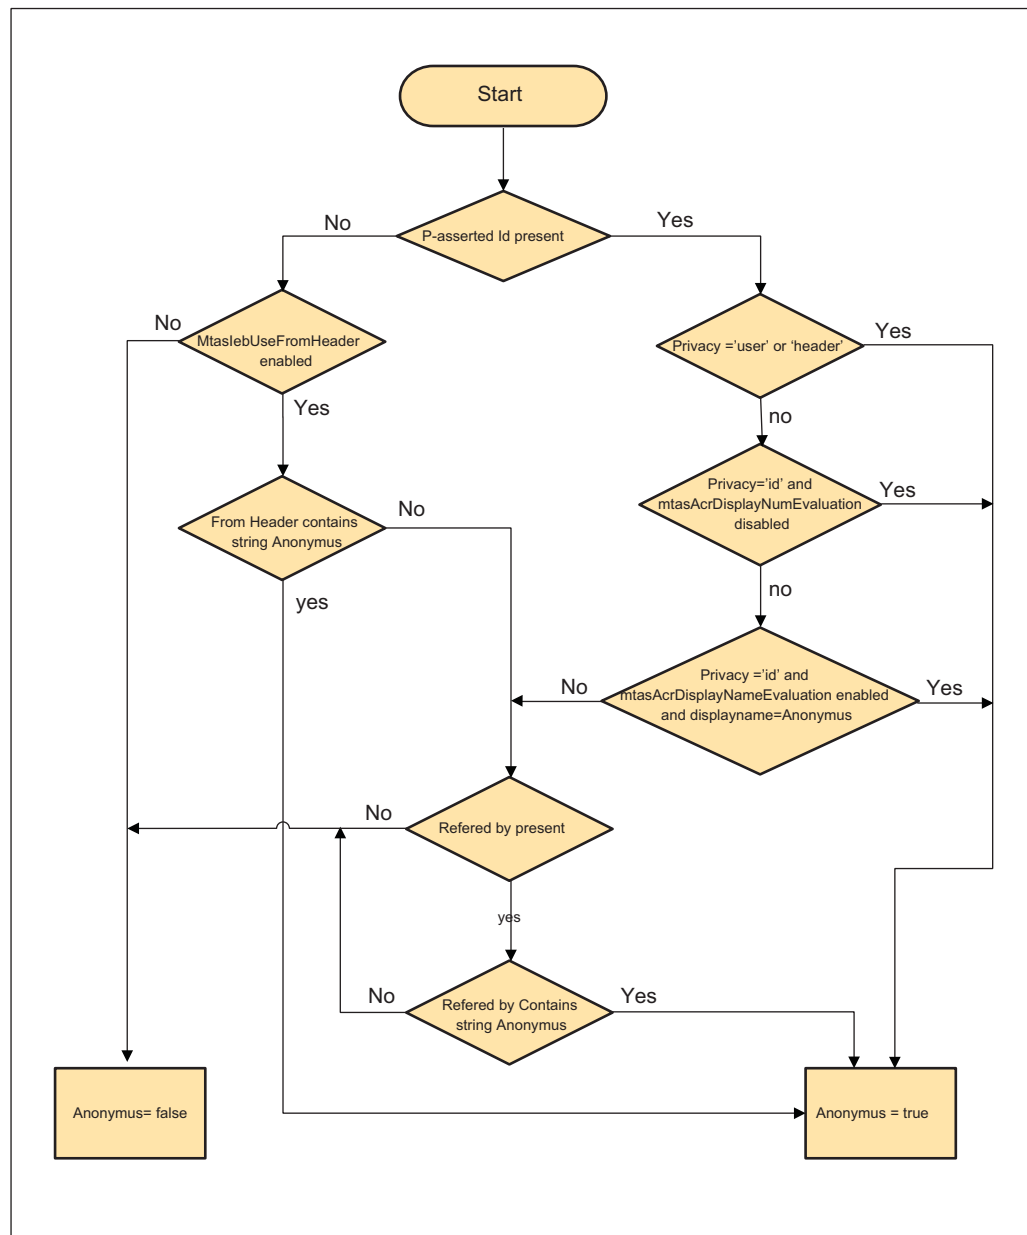 Start
No
P-asserted Id present
Yes
No
MtasIebUseFromHeader
enabled
Yes
Privacy ='user' or ‘header’
Yes
no
Privacy='id' and
mtasAcrDisplayNumEvaluation
disabled
Yes
From Header contains
string Anonymus
No
yes
no
Privacy ='id' and
mtasAcrDisplayNameEvaluation enabled
and displayname=Anonymus
No
Yes
No
Refered by present
yes
No
Refered by Contains
string Anonymus
Yes
Anonymus= false
Anonymus = true